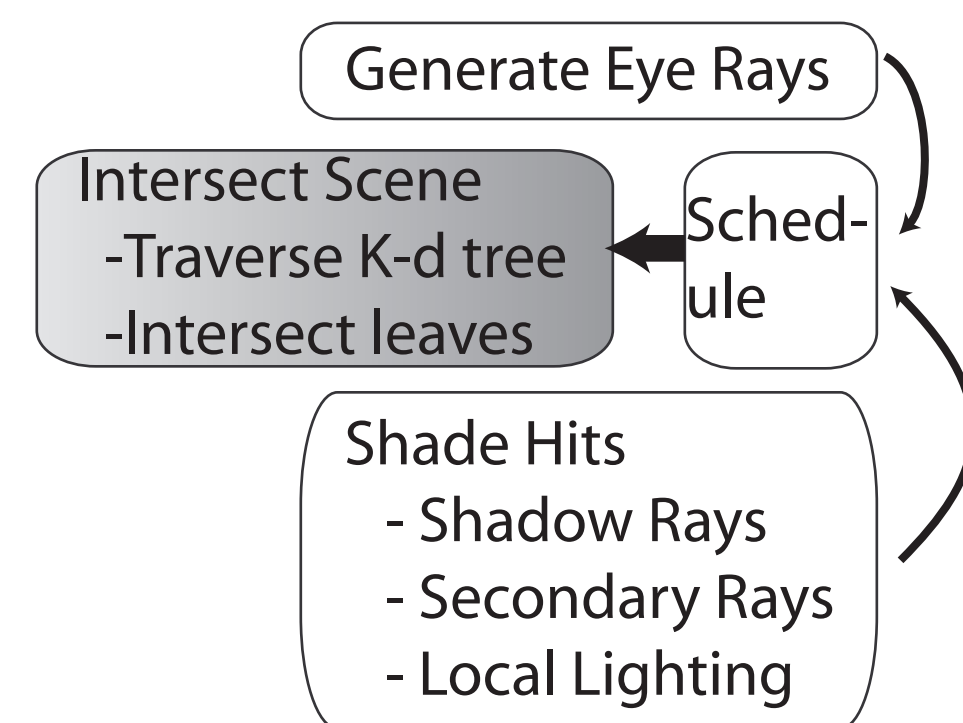 Generate Eye Rays
Intersect Scene
-Traverse K-d tree
-Intersect leaves
Sched-
ule
Shade Hits
- Shadow Rays
- Secondary Rays
- Local Lighting